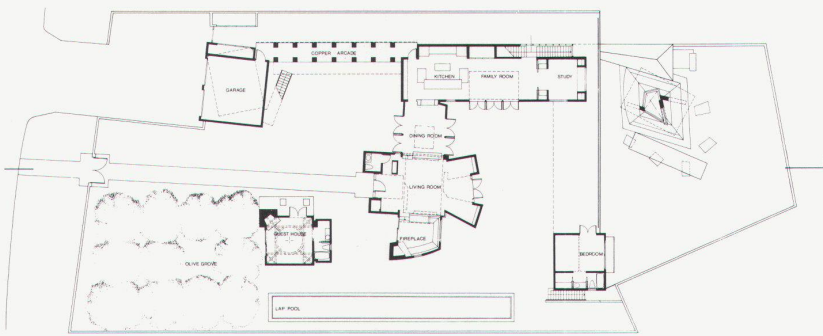 COPPER ARCADE
KITCHEN
FAMILY ROOM
STUDY
GARAGE
DINING ROOM
LIVING ROOM
GUEST HOUSE
FIREPLACE
BEDROOM
OLIVE GROVE
LAP POOL